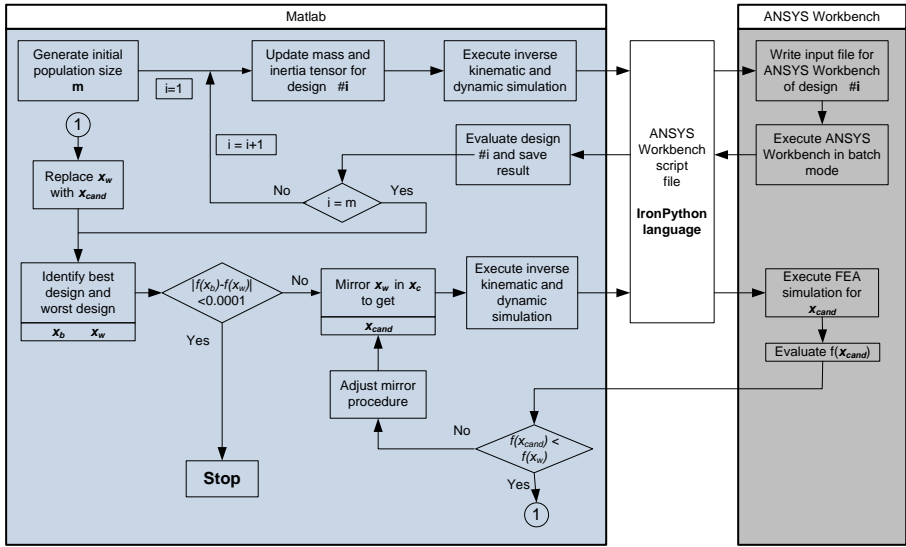 Matlab
ANSYS Workbench
Generate initial
population size
m
i=1
Update mass and
inertia tensor for
design #i
Execute inverse
kinematic and
dynamic simulation
Write input file for
ANSYS Workbench
of design #i
1
i = i+1
Evaluate design
#i and save
result
ANSYS
Workbench
script
file
IronPython
language
Execute ANSYS
Workbench in batch
mode
Replace xw
with xcand
No
i = m
Yes
Identify best
design and
worst design
xb xw
|f(xb)-f(xw)|
<0.0001
No
Yes
Mirror xw in xc
to get
xcand
Execute inverse
kinematic and
dynamic
simulation
Execute FEA
simulation for
xcand
Evaluate f(xcand)
Adjust mirror
procedure
No
f(xcand) <
f(xw)
Yes
Stop
1